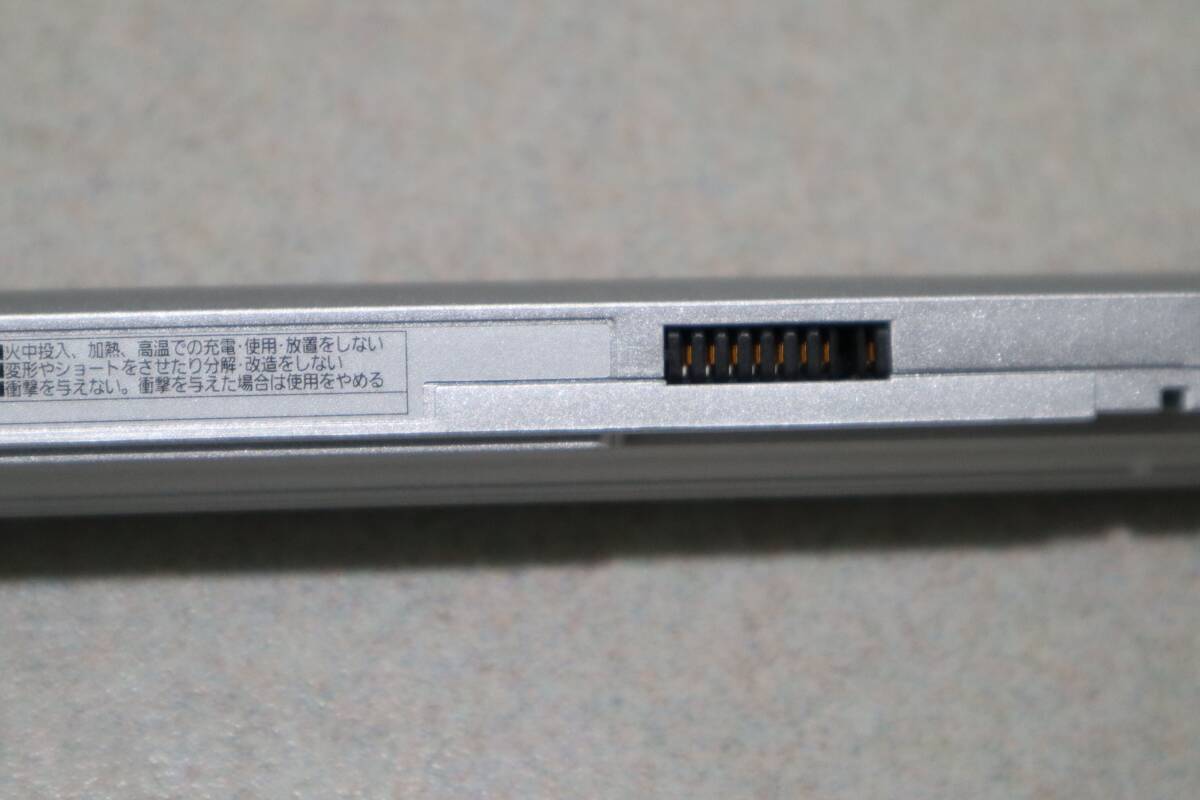 ■火中投入、加熱、高温での充電・使用・放置をしない
■変形やショートをさせたり分解・改造をしない
■衝撃を与えない。衝撃を与えた場合は使用をやめる